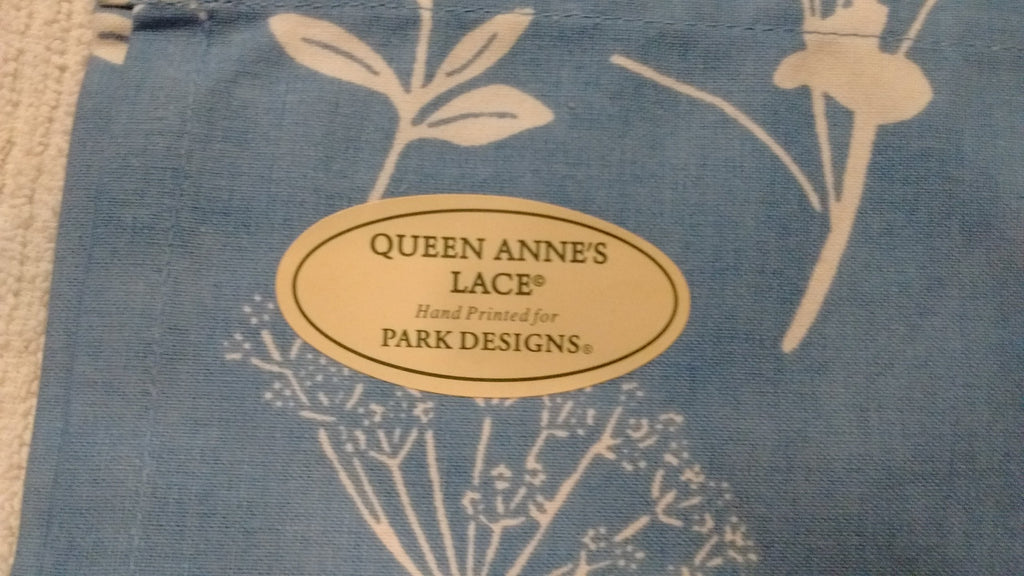 QUEEN ANNE'S
LACE©
Hand Printed for
PARK DESIGNS®